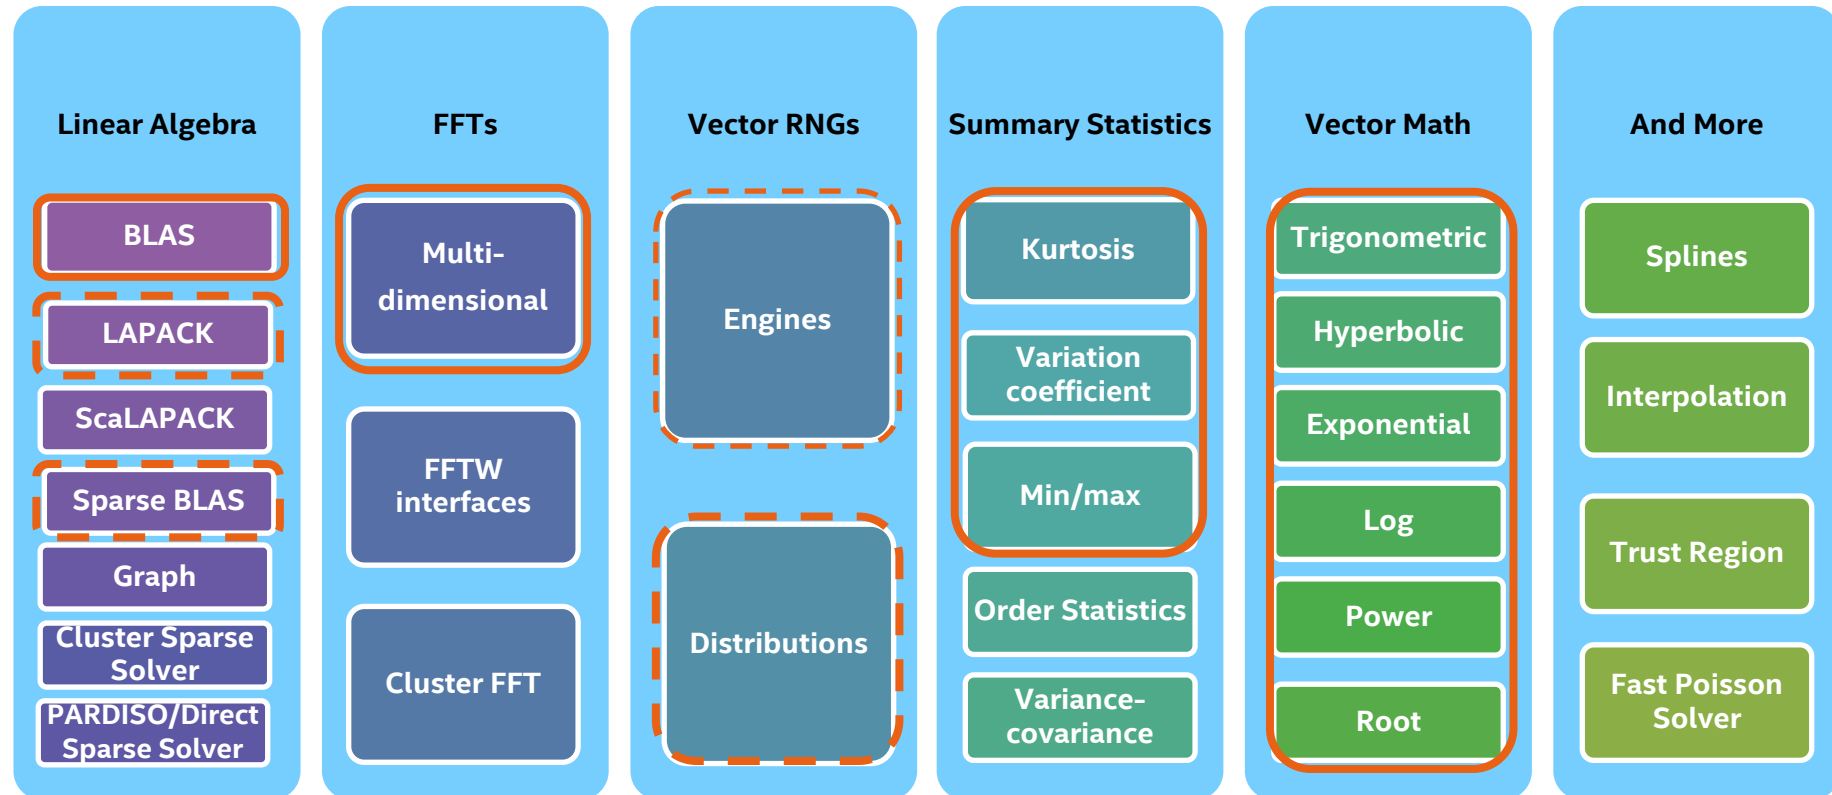 Linear Algebra
BLAS
LAPACK
ScaLAPACK
Sparse BLAS
Graph
Cluster Sparse
Solver
PARDISO/Direct
Sparse Solver
FFTs
Multi-
dimensional
FFTW
interfaces
Cluster FFT
Vector RNGs
Engines
Distributions
Summary Statistics
Kurtosis
Variation
coefficient
Min/max
Order Statistics
Variance-
covariance
Vector Math
Trigonometric
Hyperbolic
Exponential
Log
Power
Root
And More
Splines
Interpolation
Trust Region
Fast Poisson
Solver